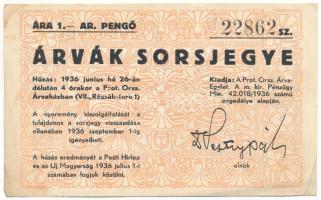 ÁRA 1.— AR. PENGŐ
22862 SZ.
ÁRVÁK SORSJEGYE
Húzás: 1936 június hó 26-án
délután 4 órakor a Prot. Orsz.
Árvaházban (VII., Rózsák-tere 1)
Kiadja: A Prot. Orsz. Árva-
Egylet. A m. kir. Pénzügy
Min. 42.018/1936 számú
engedélye alapján.
A nyeremény kiszolgáltatását a
tulajdonos a sorsjegy visszaadása
ellenében 1936 szeptember 1-ig
igényelheti.
A húzás eredményét a Pesti Hirlap
és az Uj Magyarság 1936 július 1-i
számában fogjuk közölni.
elnök